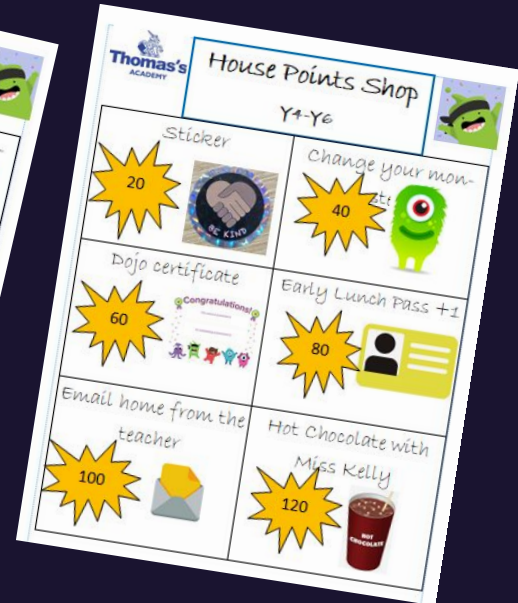 Thomas's
ACADEMY
House Points Shop
Y4-Y6
Sticker
20
BE KIND
Change your mon-
40
Dojo certificate
60
Congratulations!
Early Lunch Pass +1
80
Email home from the
teacher
100
Hot Chocolate with
Miss Kelly
120
HOT
CHOCOLATE